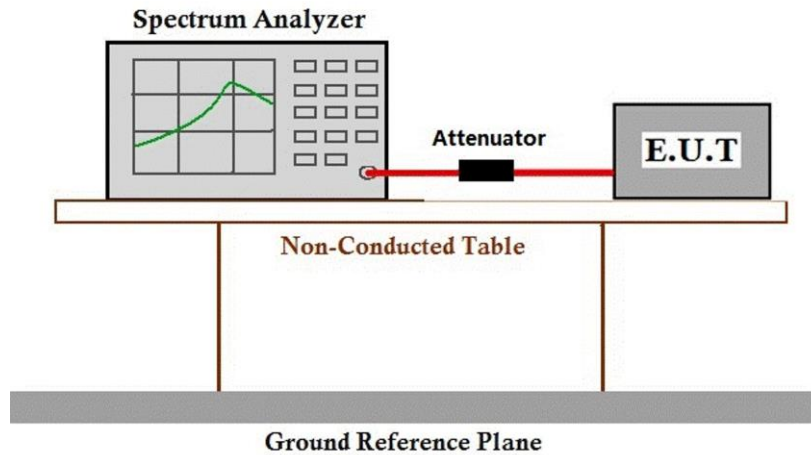 Spectrum Analyzer
Attenuator
E.U.T
Non-Conducted Table
Ground Reference Plane